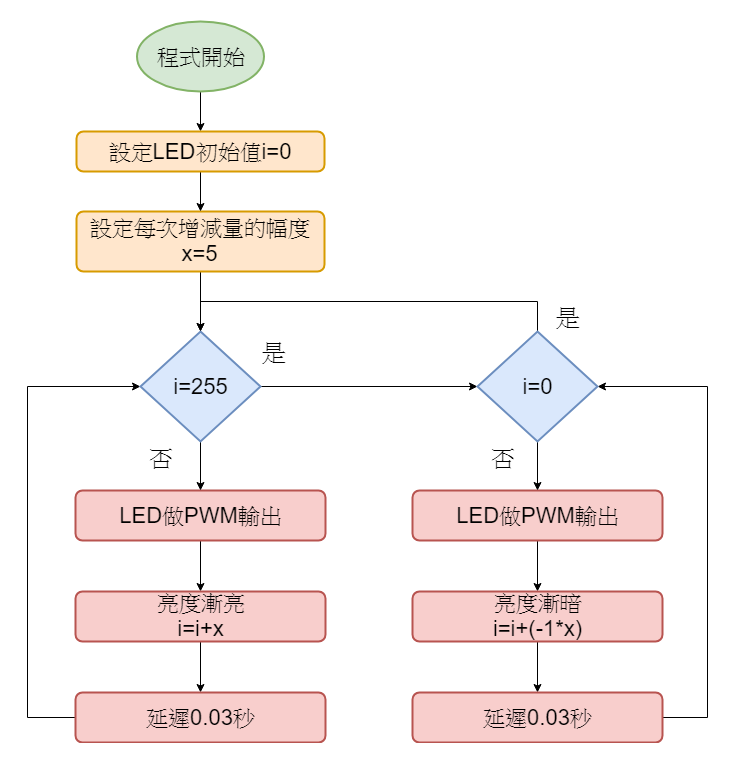 程式開始
設定LED初始值i=0
設定每次增減量的幅度
x=5
是
i=255
否
LED做PWM輸出
亮度漸亮
i=i+x
延遲0.03秒
是
i=0
否
LED做PWM輸出
亮度漸暗
i=i+(-1*x)
延遲0.03秒